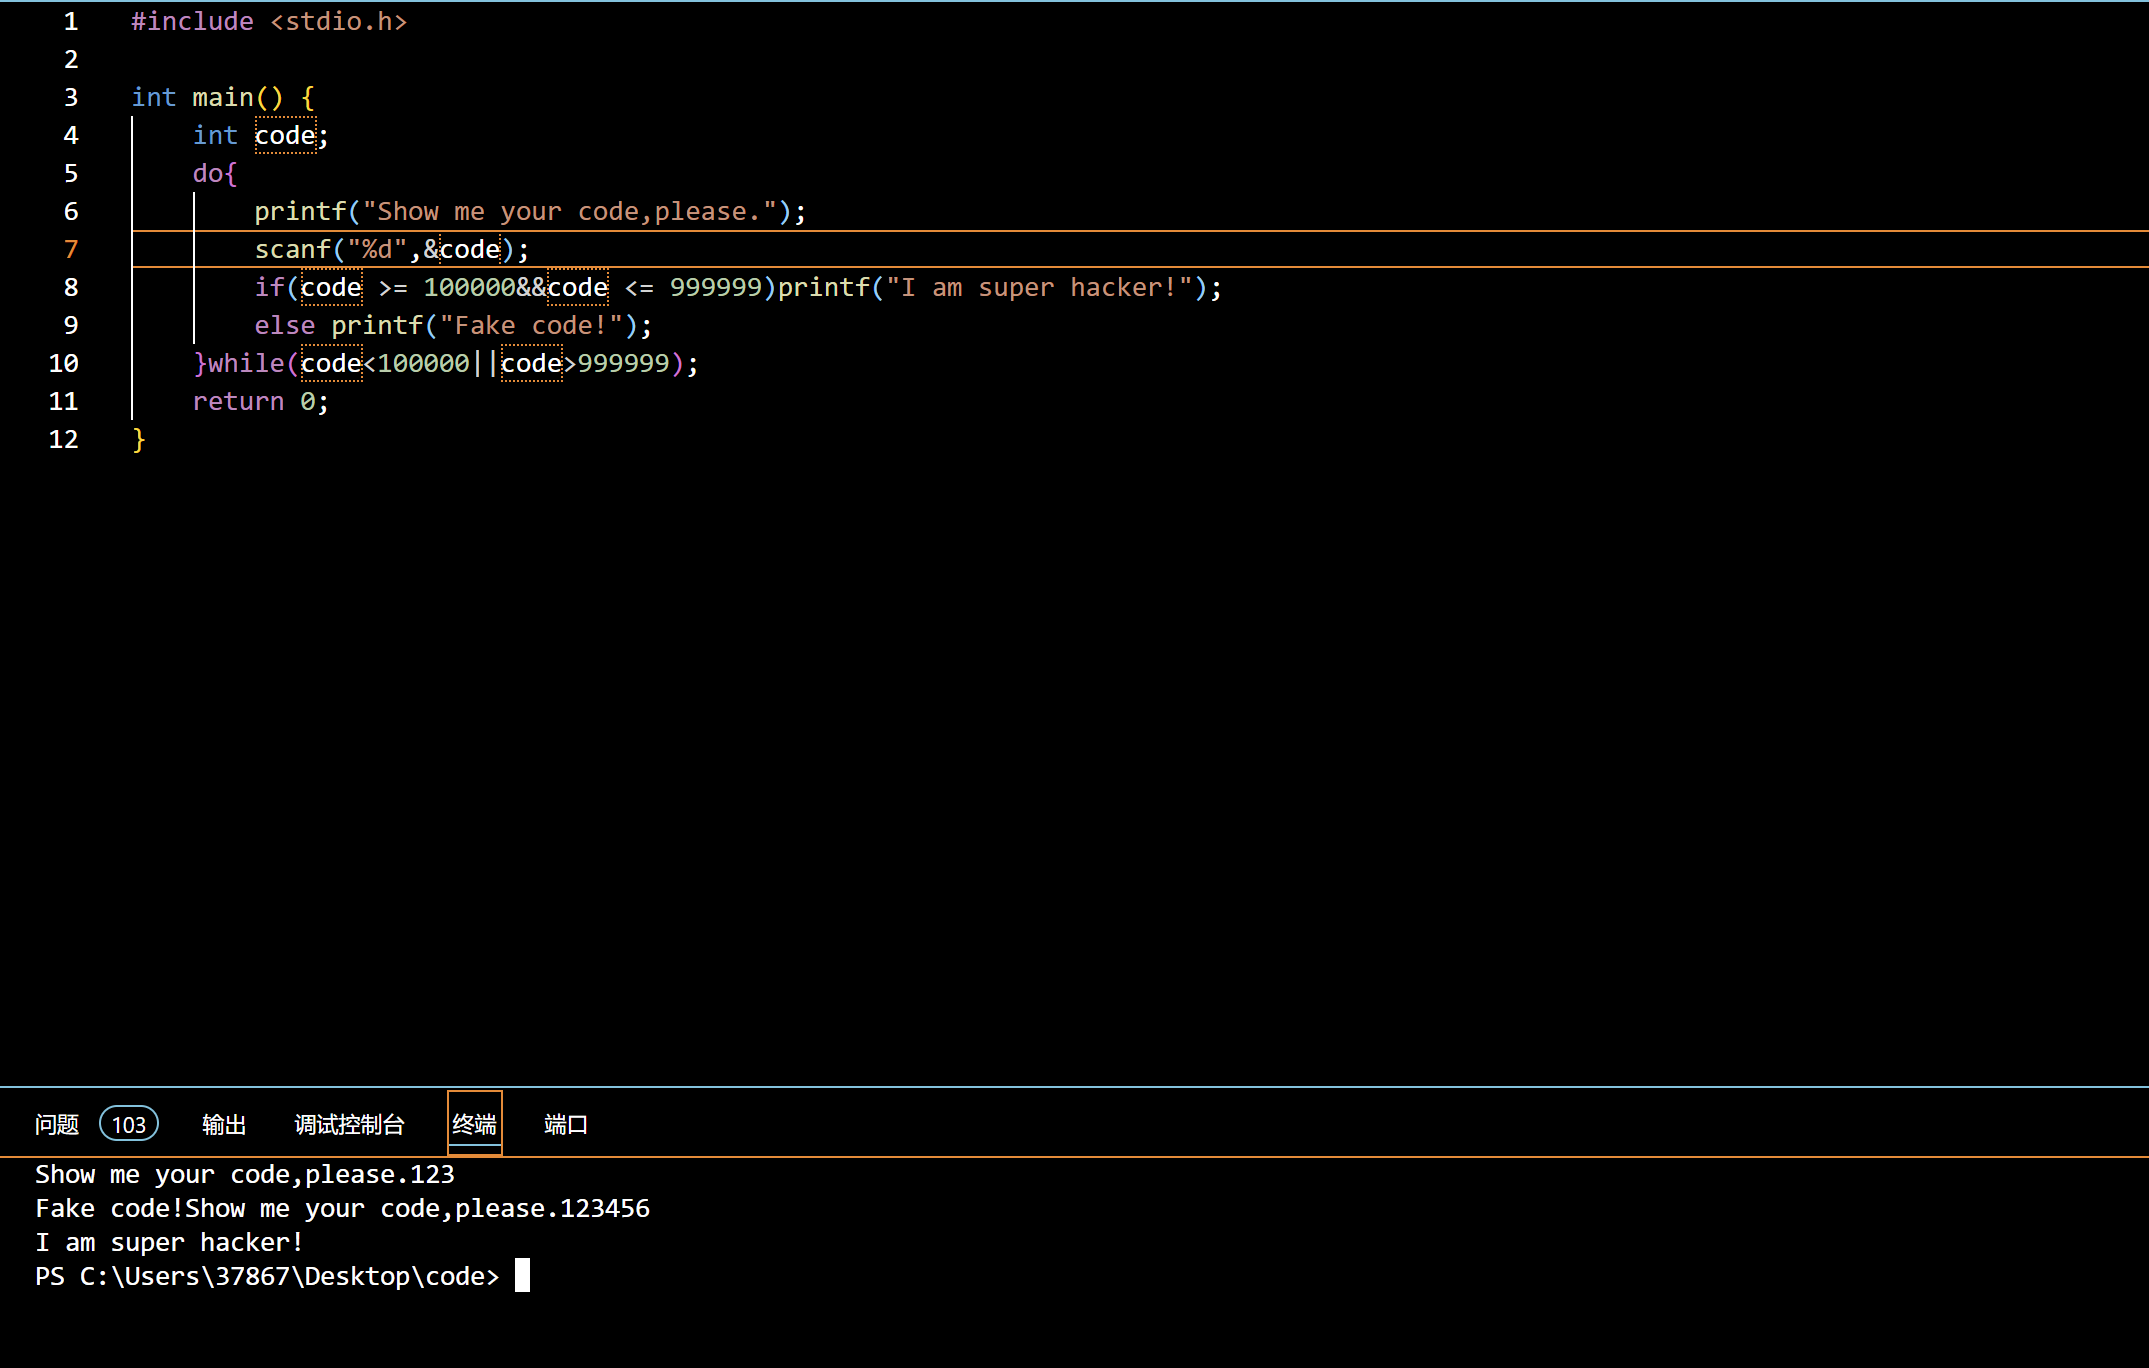 1 #include <stdio.h>
2
3 int main() {
4 int code;
5 do{
6 printf("Show me your code,please.");
7 scanf("%d",&code);
8 if(code >= 100000&&code <= 999999)printf("I am super hacker!");
9 else printf("Fake code!");
10 }while(code<100000||code>999999);
11 return 0;
12 }
问题 103 输出 调试控制台 终端 端口
Show me your code,please.123
Fake code!Show me your code,please.123456
I am super hacker!
PS C:\Users\37867\Desktop\code>